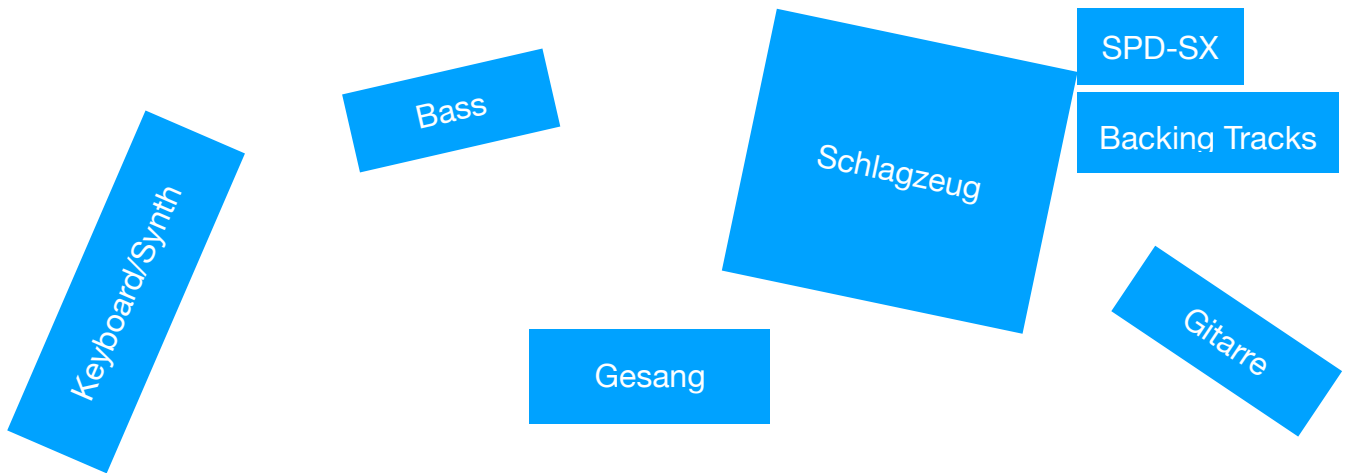 SPD-SX
Bass
Backing Tracks
Schlagzeug
Keyboard/Synth
Gitarre
Gesang